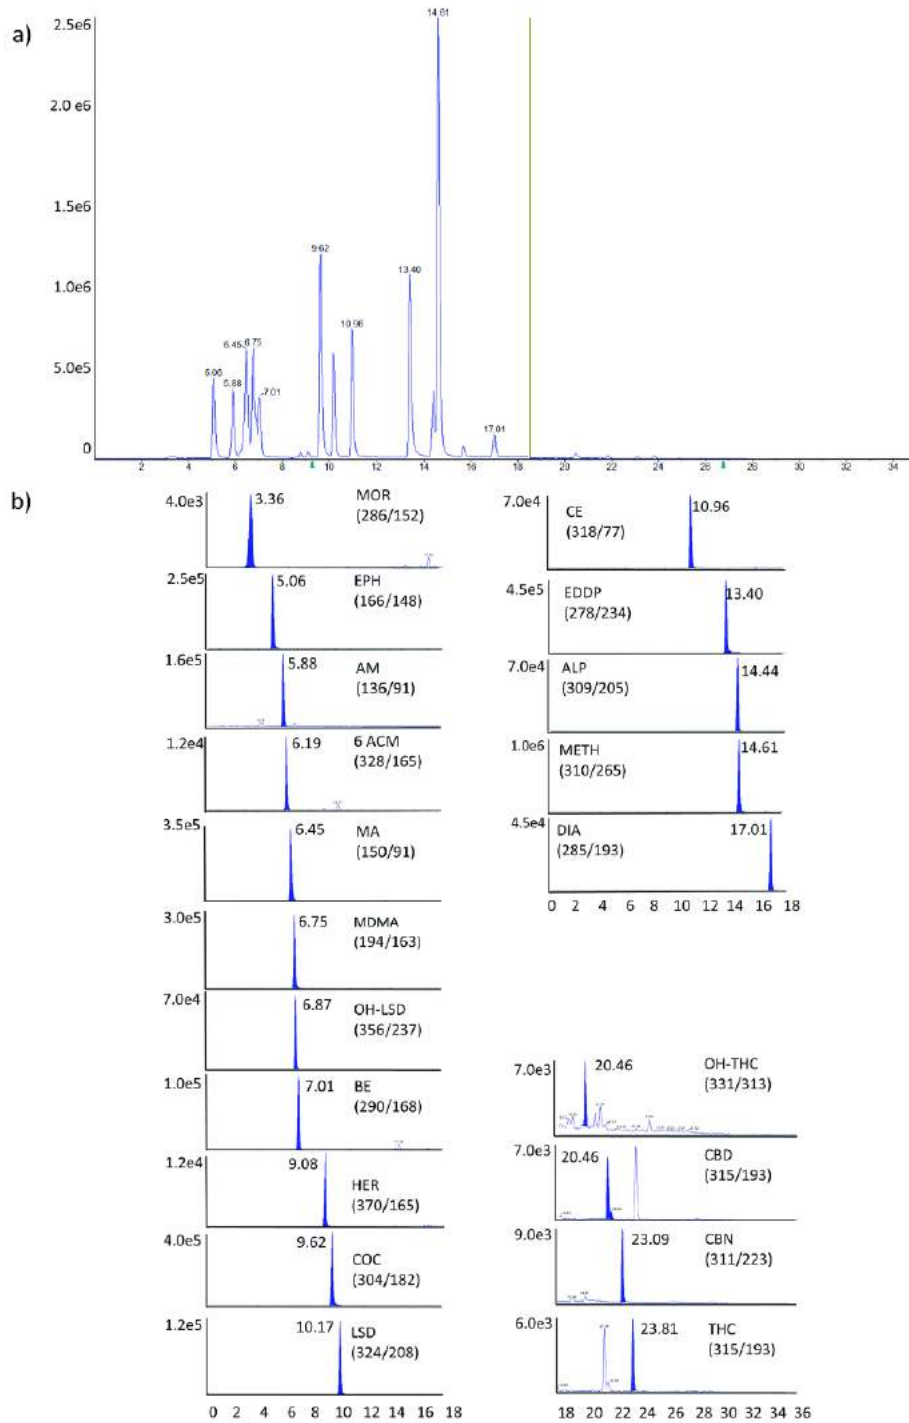 a)
2.5e6
2.0 e6
1.5e6
1.0e6
5.0e5
0
14.61
9.62
13.40
10.96
6.45
6.75
5.06
5.88
7.01
17.01
2 4 6 8 10 12 14 16 18 20 22 24 26 28 30 32 34
b)
4.0e3
3.36
MOR
(286/152)
2.5e5
5.06
EPH
(166/148)
1.6e5
5.88
AM
(136/91)
1.2e4
6.19
6 ACM
(328/165)
3.5e5
6.45
MA
(150/91)
3.0e5
6.75
MDMA
(194/163)
7.0e4
6.87
OH-LSD
(356/237)
1.0e5
7.01
BE
(290/168)
1.2e4
9.08
HER
(370/165)
4.0e5
9.62
COC
(304/182)
1.2e5
10.17
LSD
(324/208)
0 2 4 6 8 10 12 14 16 18
7.0e4
CE
(318/77)
10.96
4.5e5
EDDP
(278/234)
13.40
7.0e4
ALP
(309/205)
14.44
1.0e6
METH
(310/265)
14.61
4.5e4
DIA
(285/193)
17.01
0 2 4 6 8 10 12 14 16 18
7.0e3
20.46
OH-THC
(331/313)
7.0e3
20.46
CBD
(315/193)
9.0e3
23.09
CBN
(311/223)
6.0e3
23.81
THC
(315/193)
18 20 22 24 26 28 30 32 34 36